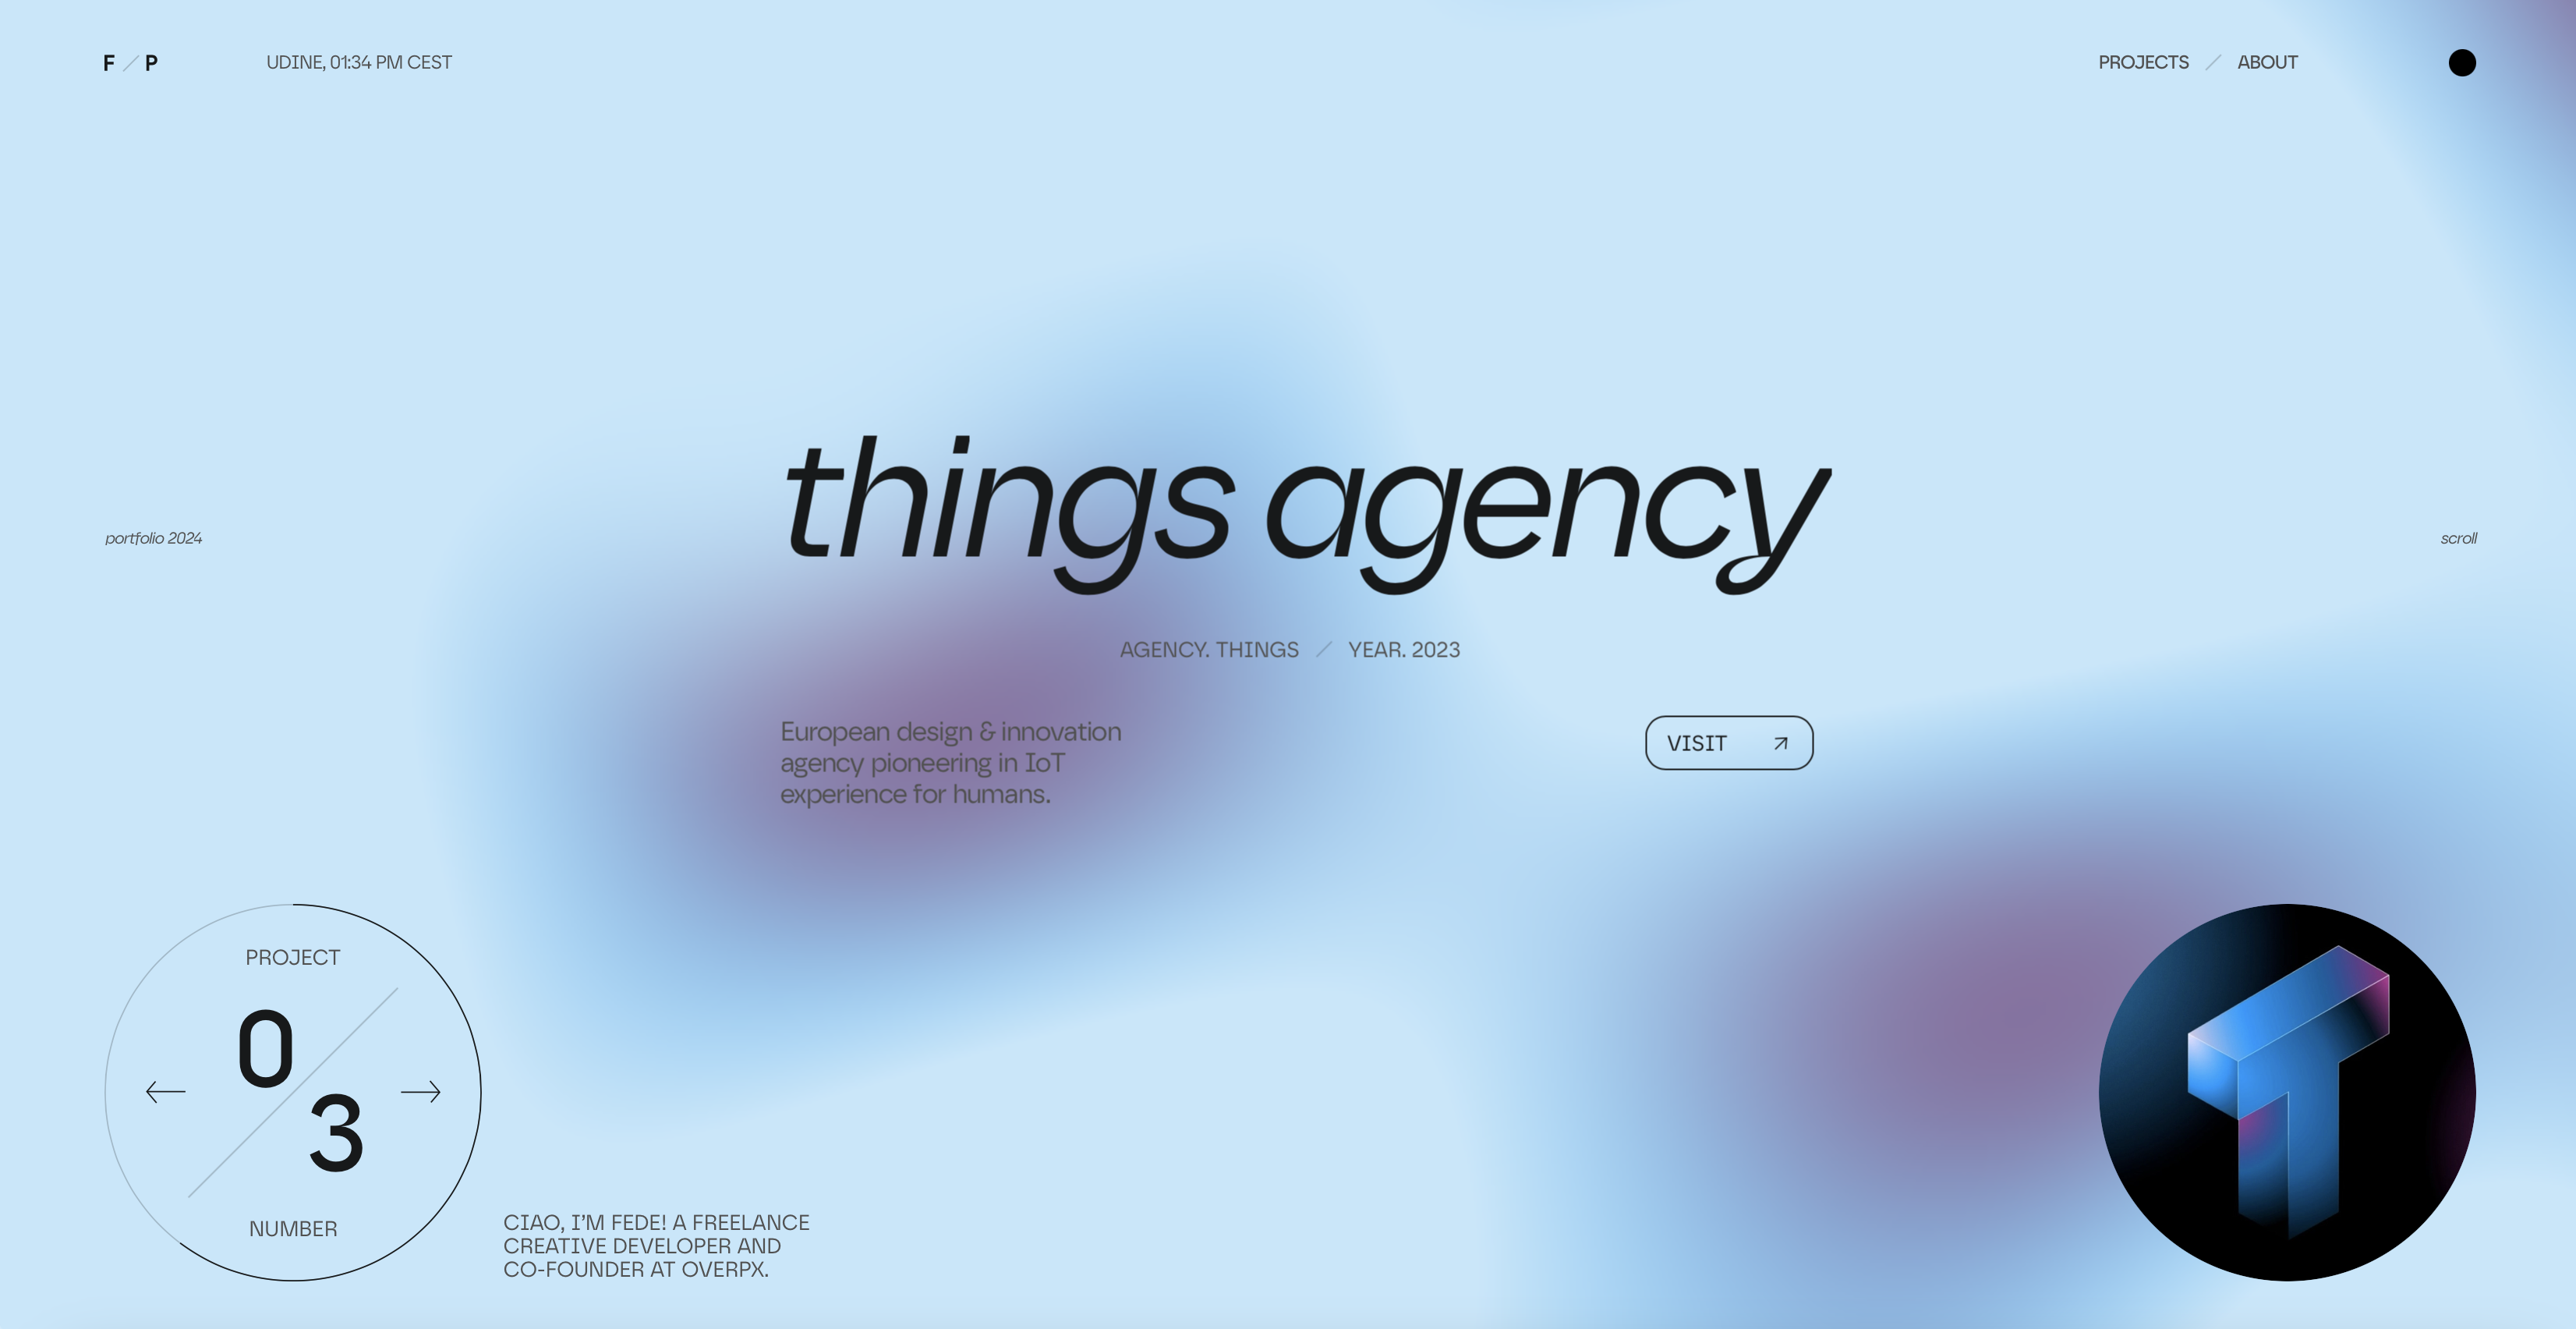 F / P
UDINE, 01:34 PM CEST
PROJECTS / ABOUT
things agency
portfolio 2024
scroll
AGENCY. THINGS / YEAR. 2023
European design & innovation
agency pioneering in IoT
experience for humans.
VISIT
PROJECT
0
3
NUMBER
CIAO, I’M FEDE! A FREELANCE
CREATIVE DEVELOPER AND
CO-FOUNDER AT OVERPX.
T